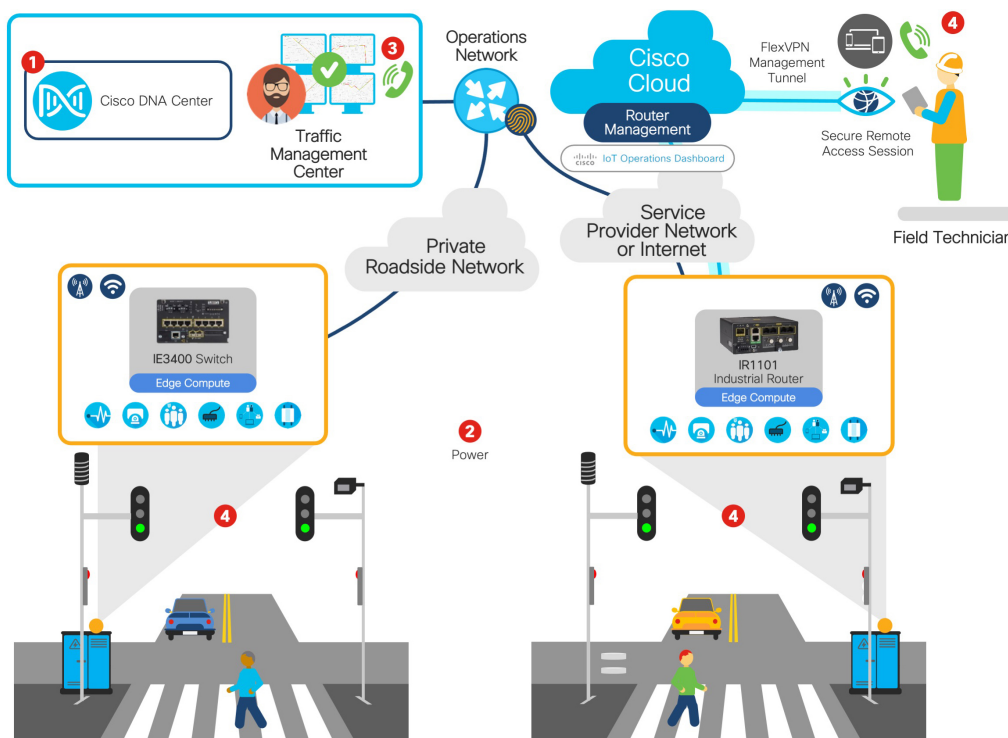 1
Cisco DNA Center
3
Traffic
Management
Center
Operations
Network
Cisco
Cloud
Router
Management
CISCO IoT Operations Dashboard
FlexVPN
Management
Tunnel
4
Secure Remote
Access Session
Field Technician
Private
Roadside Network
Service
Provider Network
or Internet
IE3400 Switch
Edge Compute
IR1101
Industrial Router
Edge Compute
2
Power
4
4